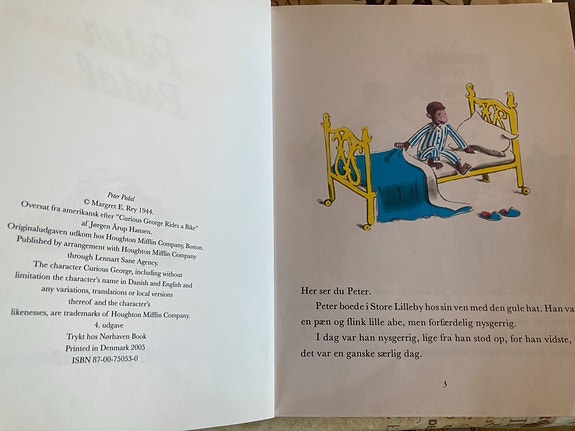 Peter Pedal
© Margret E. Rey 1944.
Oversat fra amerikansk efter "Curious George Rides a Bike"
af Jørgen Årup Hansen.
Originaludgaven udkom hos Houghton Mifflin Company, Boston.
Published by arrangement with Houghton Mifflin Company
through Lennart Sane Agency.
The character Curious George, including without
limitation the character's name in Danish and English and
any variations, translations or local versions
thereof and the character's
likenesses, are trademarks of Houghton Mifflin Company.
4. udgave
Trykt hos Nørhaven Book
Printed in Denmark 2005
ISBN 87-00-75053-0
Her ser du Peter.
Peter boede i Store Lilleby hos sin ven med den gule hat. Han va
en pæn og flink lille abe, men forfærdelig nysgerrig.
I dag var han nysgerrig, lige fra han stod op, for han vidste,
det var en ganske særlig dag.
3